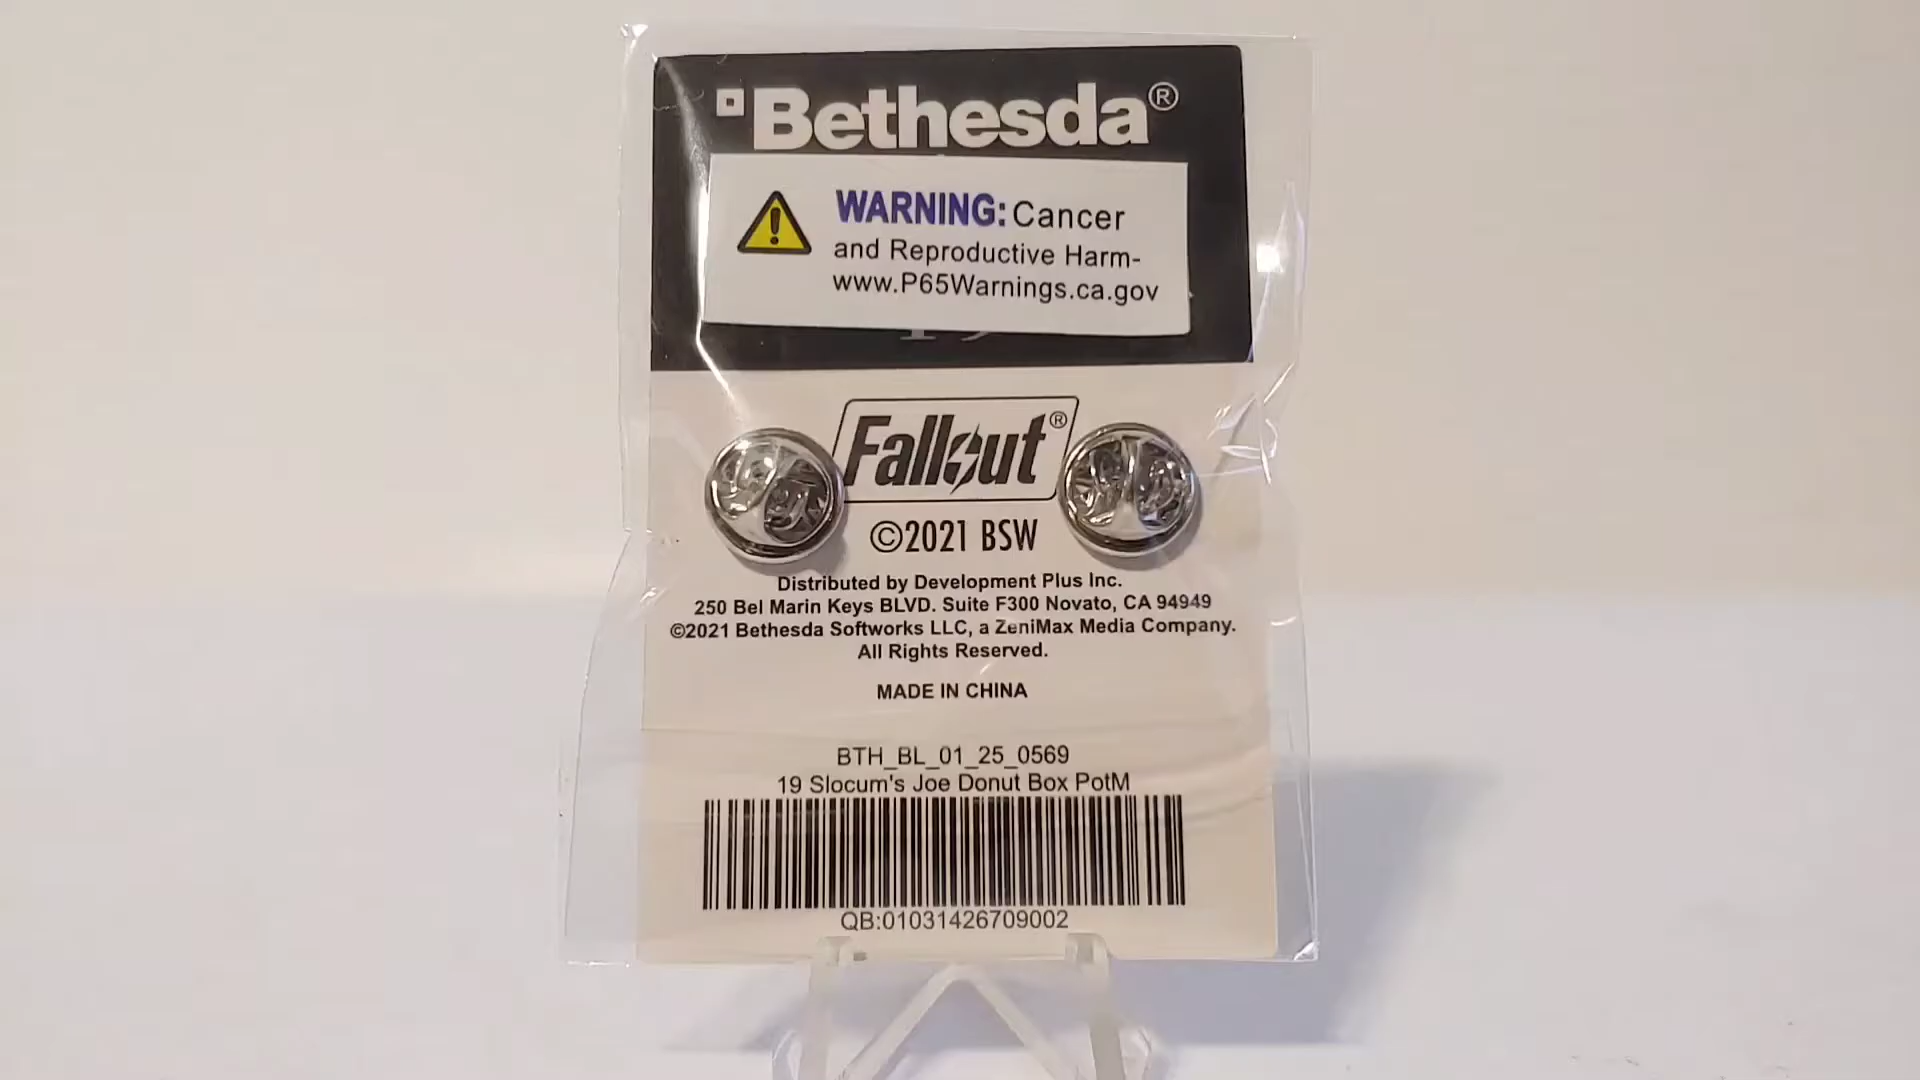 Bethesda®
WARNING: Cancer
and Reproductive Harm-
www.P65Warnings.ca.gov
Fallout®
©2021 BSW
Distributed by Development Plus Inc.
250 Bel Marin Keys BLVD. Suite F300 Novato, CA 94949
©2021 Bethesda Softworks LLC, a ZeniMax Media Company.
All Rights Reserved.
MADE IN CHINA
BTH_BL_01_25_0569
19 Slocum's Joe Donut Box PotM
QB:01031426709002